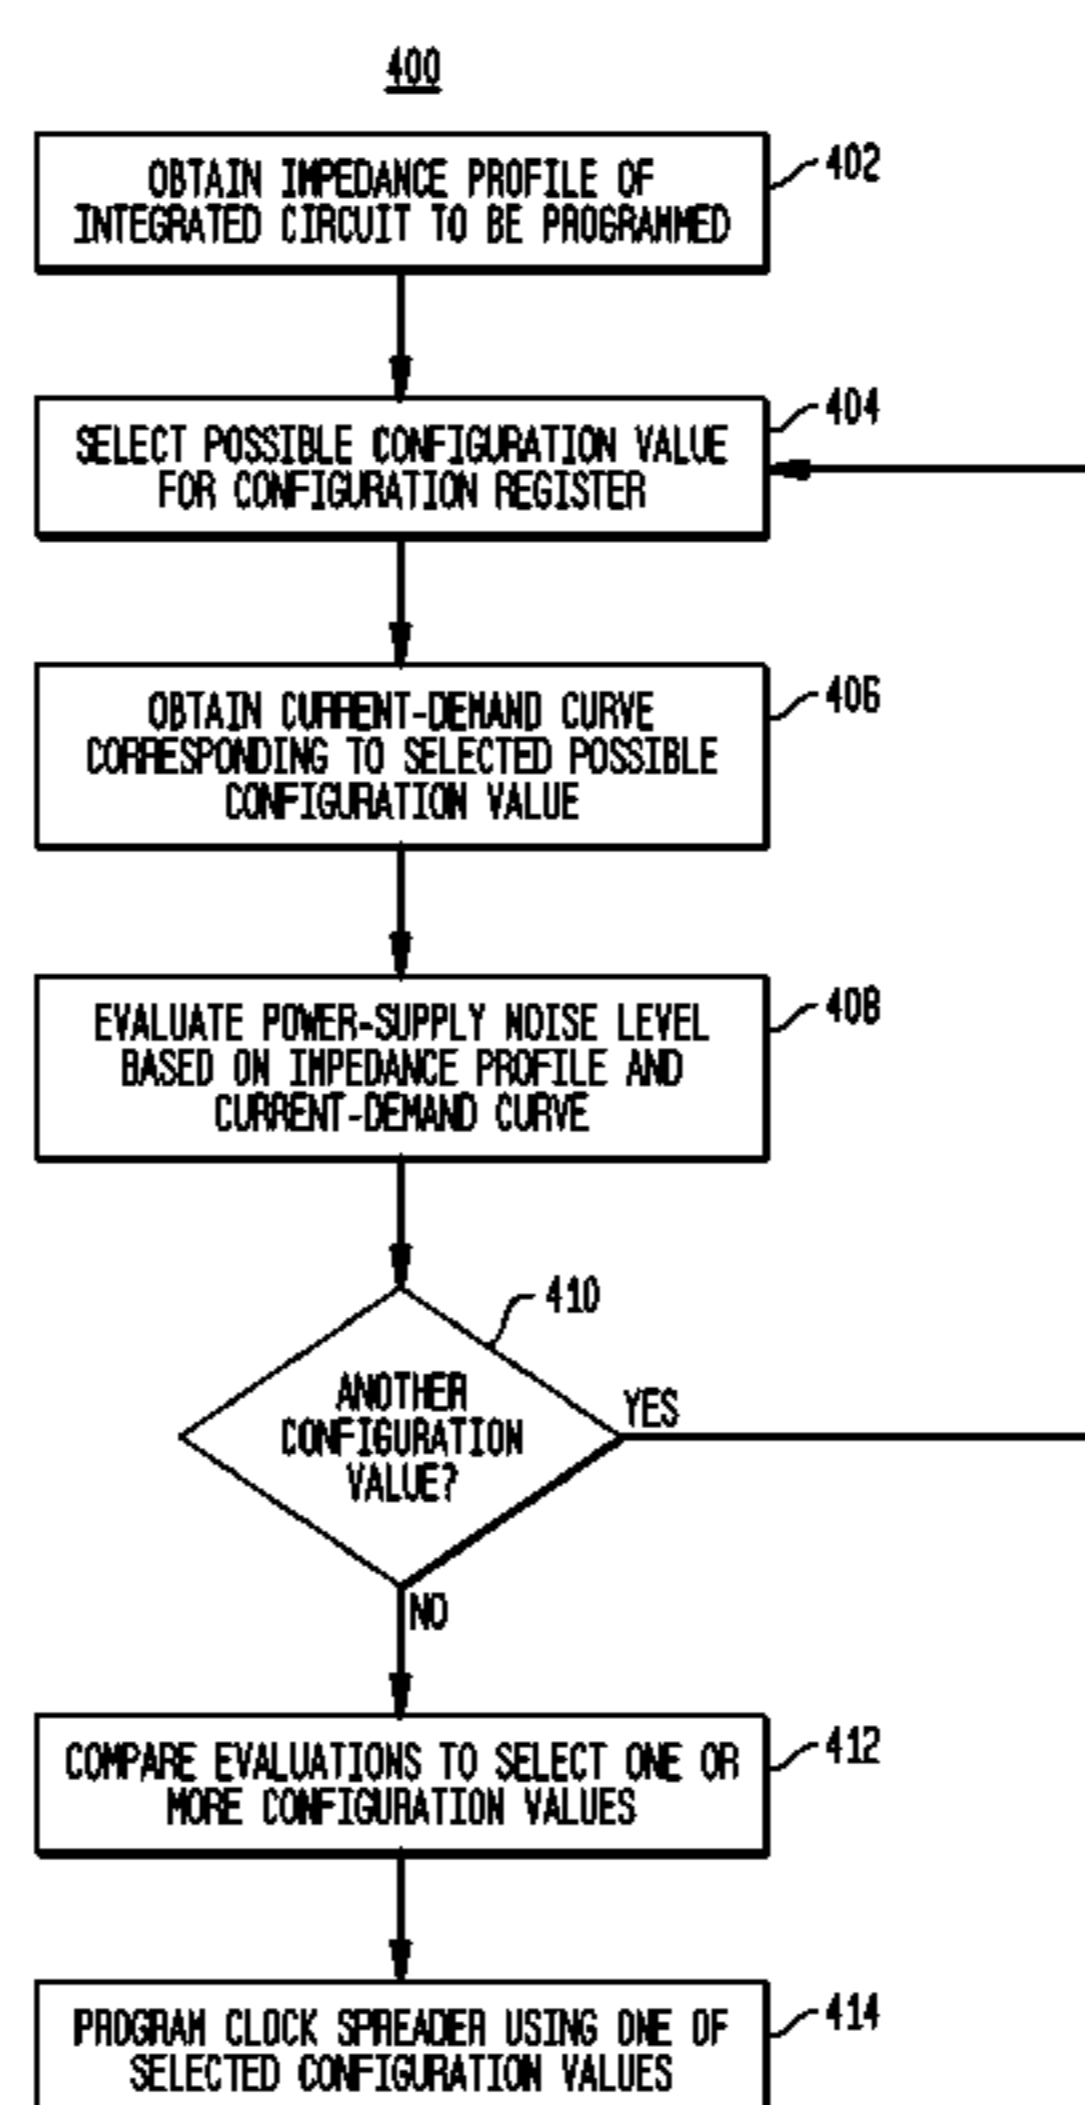 400
OBTAIN IMPEDANCE PROFILE OF
INTEGRATED CIRCUIT TO BE PROGRAMMED
402
SELECT POSSIBLE CONFIGURATION VALUE
FOR CONFIGURATION REGISTER
404
OBTAIN CURRENT-DEMAND CURVE
CORRESPONDING TO SELECTED POSSIBLE
CONFIGURATION VALUE
406
EVALUATE POWER-SUPPLY NOISE LEVEL
BASED ON IMPEDANCE PROFILE AND
CURRENT-DEMAND CURVE
408
410
ANOTHER
CONFIGURATION
VALUE?
YES
NO
COMPARE EVALUATIONS TO SELECT ONE OR
MORE CONFIGURATION VALUES
412
PROGRAM CLOCK SPREADER USING ONE OF
SELECTED CONFIGURATION VALUES
414